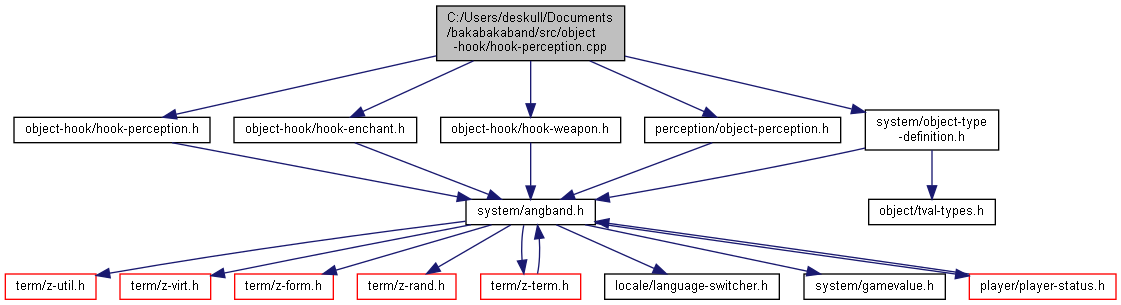 C:/Users/deskull/Documents
/bakabakaband/src/object
-hook/hook-perception.cpp
object-hook/hook-perception.h
object-hook/hook-enchant.h
object-hook/hook-weapon.h
perception/object-perception.h
system/object-type
-definition.h
system/angband.h
object/tval-types.h
term/z-util.h
term/z-virt.h
term/z-form.h
term/z-rand.h
term/z-term.h
locale/language-switcher.h
system/gamevalue.h
player/player-status.h